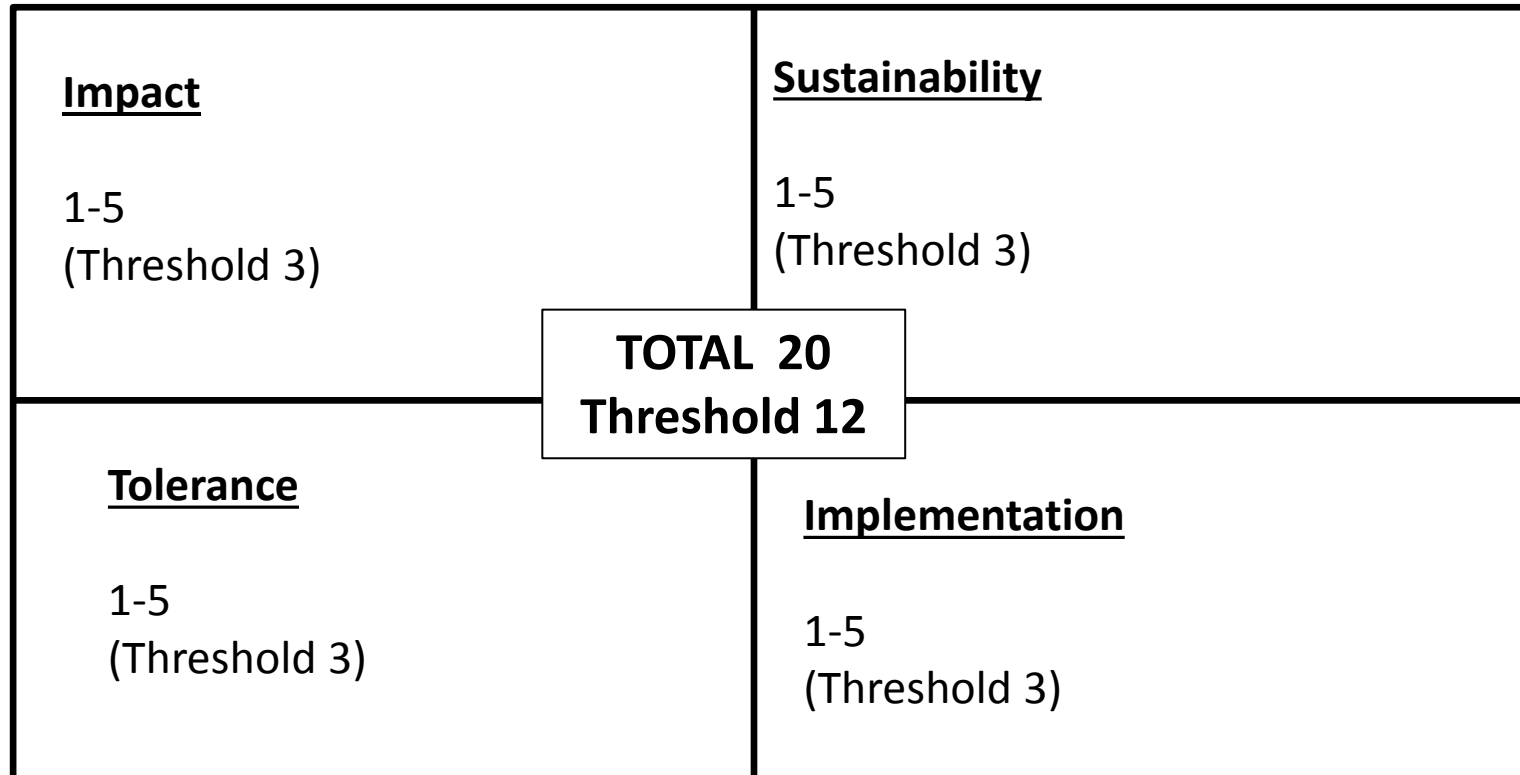 Impact
1-5
(Threshold 3)
Sustainability
1-5
(Threshold 3)
TOTAL  20
Threshold 12
Tolerance
1-5
(Threshold 3)
Implementation
1-5
(Threshold 3)